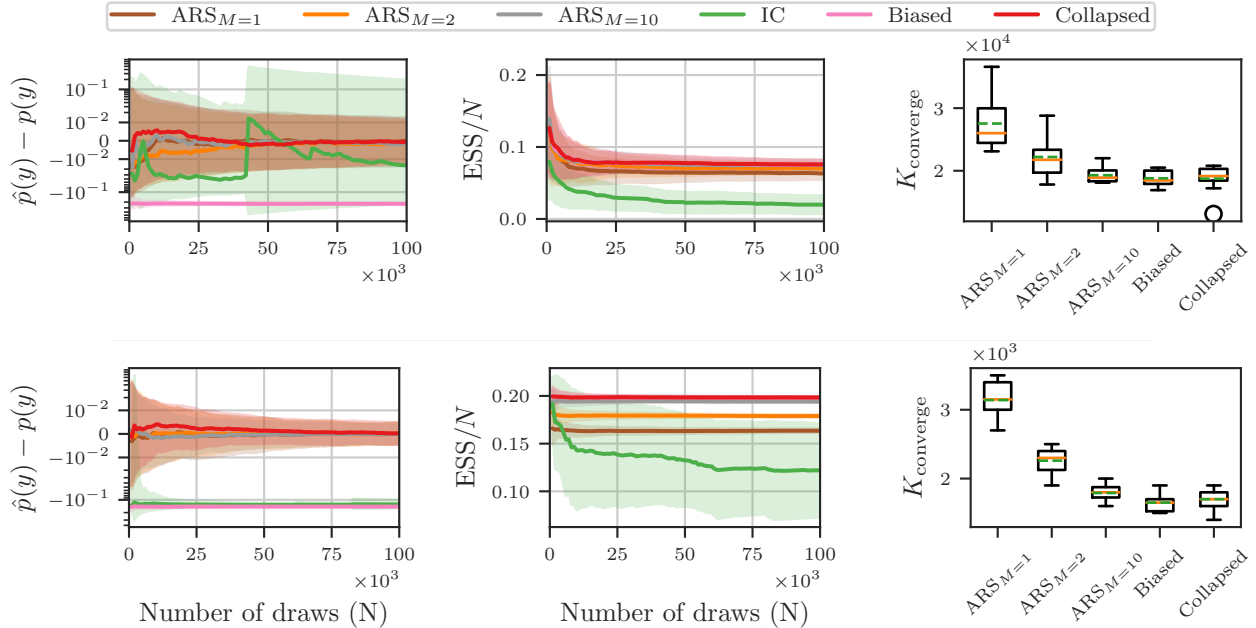 ARS_{M=1} ARS_{M=2} ARS_{M=10} IC Biased Collapsed
p̂(y) − p(y)
10^{-1}
10^{-2}
0
−10^{-2}
−10^{-1}
0 25 50 75 100
×10^3
ESS/N
0.2
0.1
0.0
0 25 50 75 100
×10^3
×10^4
K_{converge}
3
2
ARS_{M=1} ARS_{M=2} ARS_{M=10} Biased Collapsed
p̂(y) − p(y)
10^{-2}
0
−10^{-2}
−10^{-1}
0 25 50 75 100
×10^3
Number of draws (N)
ESS/N
0.20
0.15
0.10
0 25 50 75 100
×10^3
Number of draws (N)
×10^3
K_{converge}
3
2
ARS_{M=1} ARS_{M=2} ARS_{M=10} Biased Collapsed